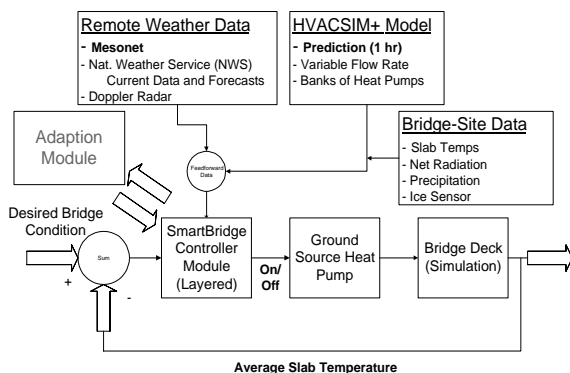 Remote Weather Data
- Mesonet
- Nat. Weather Service (NWS)
Current Data and Forecasts
- Doppler Radar
HVACSIM+ Model
- Prediction (1 hr)
- Variable Flow Rate
- Banks of Heat Pumps
Bridge-Site Data
- Slab Temps
- Net Radiation
- Precipitation
- Ice Sensor
Adaption
Module
Feedforward
Data
Desired Bridge
Condition
Sum
+
-
SmartBridge
Controller
Module
(Layered)
On/
Off
Ground
Source Heat
Pump
Bridge Deck
(Simulation)
Average Slab Temperature